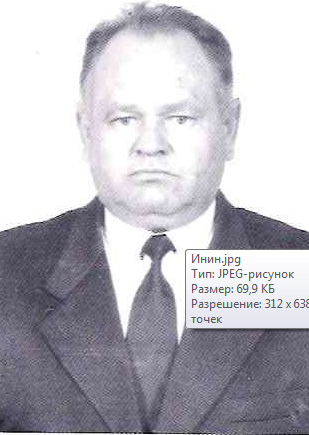 Инин.jpg
Тип: JPEG-рисунок
Размер: 69,9 КБ
Разрешение: 312 x 638
точек